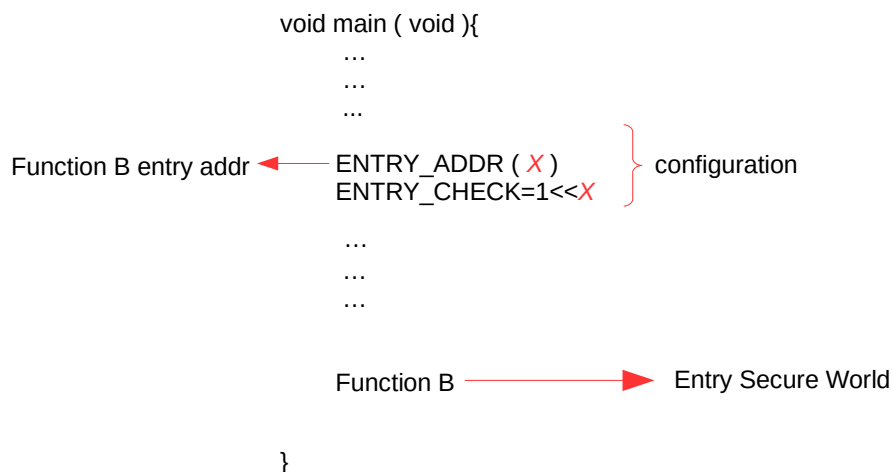 void main ( void ){
…
…
...
Function B entry addr
ENTRY_ADDR ( X )
ENTRY_CHECK=1<<X
configuration
…
…
…
Function B
Entry Secure World
}